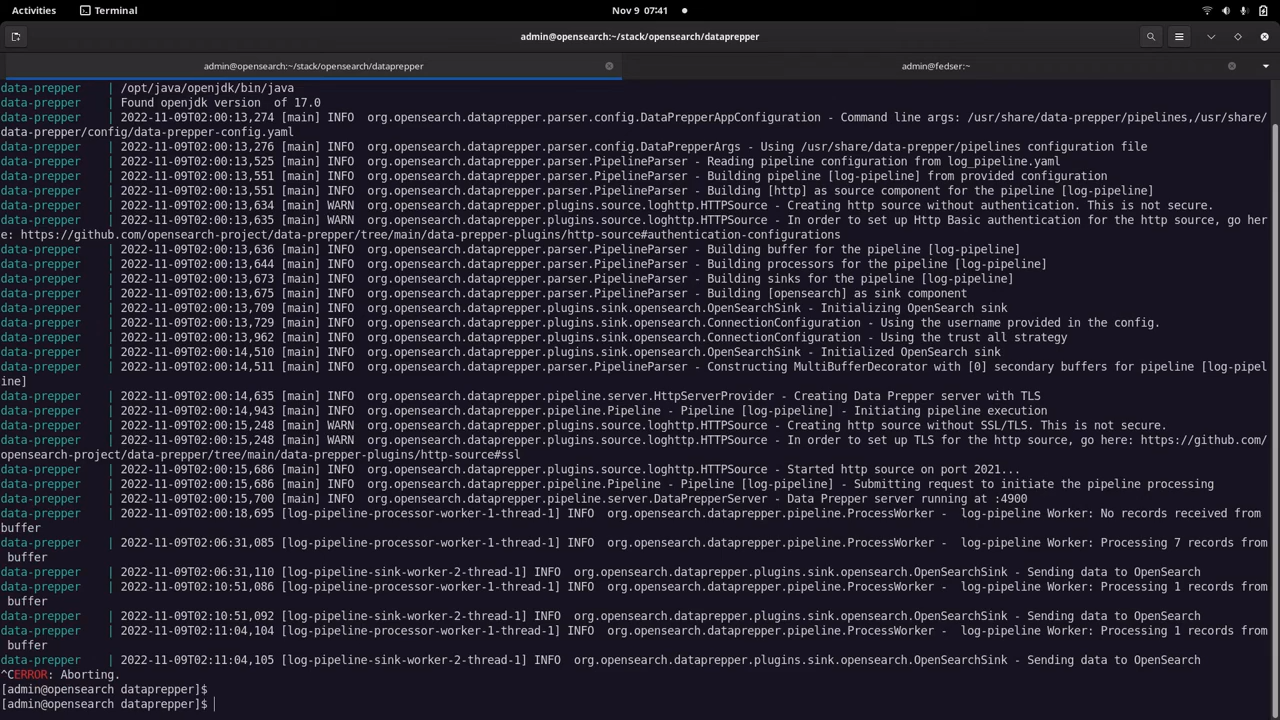 Activities Terminal Nov 9 07:41
admin@opensearch:~/stack/opensearch/dataprepper
admin@opensearch:~/stack/opensearch/dataprepper admin@fedser:~
data-prepper | /opt/java/openjdk/bin/java
data-prepper | Found openjdk version of 17.0
data-prepper | 2022-11-09T02:00:13,274 [main] INFO org.opensearch.dataprepper.parser.config.DataPrepperAppConfiguration - Command line args: /usr/share/data-prepper/pipelines,/usr/share/
data-prepper/config/data-prepper-config.yaml
data-prepper | 2022-11-09T02:00:13,276 [main] INFO org.opensearch.dataprepper.parser.config.DataPrepperArgs - Using /usr/share/data-prepper/pipelines configuration file
data-prepper | 2022-11-09T02:00:13,525 [main] INFO org.opensearch.dataprepper.parser.PipelineParser - Reading pipeline configuration from log_pipeline.yaml
data-prepper | 2022-11-09T02:00:13,551 [main] INFO org.opensearch.dataprepper.parser.PipelineParser - Building pipeline [log-pipeline] from provided configuration
data-prepper | 2022-11-09T02:00:13,551 [main] INFO org.opensearch.dataprepper.parser.PipelineParser - Building [http] as source component for the pipeline [log-pipeline]
data-prepper | 2022-11-09T02:00:13,634 [main] WARN org.opensearch.dataprepper.plugins.source.loghttp.HTTPSource - Creating http source without authentication. This is not secure.
data-prepper | 2022-11-09T02:00:13,635 [main] WARN org.opensearch.dataprepper.plugins.source.loghttp.HTTPSource - In order to set up Http Basic authentication for the http source, go her
e: https://github.com/opensearch-project/data-prepper/tree/main/data-prepper-plugins/http-source#authentication-configurations
data-prepper | 2022-11-09T02:00:13,636 [main] INFO org.opensearch.dataprepper.parser.PipelineParser - Building buffer for the pipeline [log-pipeline]
data-prepper | 2022-11-09T02:00:13,644 [main] INFO org.opensearch.dataprepper.parser.PipelineParser - Building processors for the pipeline [log-pipeline]
data-prepper | 2022-11-09T02:00:13,673 [main] INFO org.opensearch.dataprepper.parser.PipelineParser - Building sinks for the pipeline [log-pipeline]
data-prepper | 2022-11-09T02:00:13,675 [main] INFO org.opensearch.dataprepper.parser.PipelineParser - Building [opensearch] as sink component
data-prepper | 2022-11-09T02:00:13,709 [main] INFO org.opensearch.dataprepper.plugins.sink.opensearch.OpenSearchSink - Initializing OpenSearch sink
data-prepper | 2022-11-09T02:00:13,729 [main] INFO org.opensearch.dataprepper.plugins.sink.opensearch.ConnectionConfiguration - Using the username provided in the config.
data-prepper | 2022-11-09T02:00:13,962 [main] INFO org.opensearch.dataprepper.plugins.sink.opensearch.ConnectionConfiguration - Using the trust all strategy
data-prepper | 2022-11-09T02:00:14,510 [main] INFO org.opensearch.dataprepper.plugins.sink.opensearch.OpenSearchSink - Initialized OpenSearch sink
data-prepper | 2022-11-09T02:00:14,511 [main] INFO org.opensearch.dataprepper.parser.PipelineParser - Constructing MultiBufferDecorator with [0] secondary buffers for pipeline [log-pipel
ine]
data-prepper | 2022-11-09T02:00:14,635 [main] INFO org.opensearch.dataprepper.pipeline.server.HttpServerProvider - Creating Data Prepper server with TLS
data-prepper | 2022-11-09T02:00:14,943 [main] INFO org.opensearch.dataprepper.pipeline.Pipeline - Pipeline [log-pipeline] - Initiating pipeline execution
data-prepper | 2022-11-09T02:00:15,248 [main] WARN org.opensearch.dataprepper.plugins.source.loghttp.HTTPSource - Creating http source without SSL/TLS. This is not secure.
data-prepper | 2022-11-09T02:00:15,248 [main] WARN org.opensearch.dataprepper.plugins.source.loghttp.HTTPSource - In order to set up TLS for the http source, go here: https://github.com/
opensearch-project/data-prepper/tree/main/data-prepper-plugins/http-source#ssl
data-prepper | 2022-11-09T02:00:15,686 [main] INFO org.opensearch.dataprepper.plugins.source.loghttp.HTTPSource - Started http source on port 2021...
data-prepper | 2022-11-09T02:00:15,686 [main] INFO org.opensearch.dataprepper.pipeline.Pipeline - Pipeline [log-pipeline] - Submitting request to initiate the pipeline processing
data-prepper | 2022-11-09T02:00:15,700 [main] INFO org.opensearch.dataprepper.pipeline.server.DataPrepperServer - Data Prepper server running at :4900
data-prepper | 2022-11-09T02:00:18,695 [log-pipeline-processor-worker-1-thread-1] INFO org.opensearch.dataprepper.pipeline.ProcessWorker - log-pipeline Worker: No records received from
buffer
data-prepper | 2022-11-09T02:06:31,085 [log-pipeline-processor-worker-1-thread-1] INFO org.opensearch.dataprepper.pipeline.ProcessWorker - log-pipeline Worker: Processing 7 records from
buffer
data-prepper | 2022-11-09T02:06:31,110 [log-pipeline-sink-worker-2-thread-1] INFO org.opensearch.dataprepper.plugins.sink.opensearch.OpenSearchSink - Sending data to OpenSearch
data-prepper | 2022-11-09T02:10:51,086 [log-pipeline-processor-worker-1-thread-1] INFO org.opensearch.dataprepper.pipeline.ProcessWorker - log-pipeline Worker: Processing 1 records from
buffer
data-prepper | 2022-11-09T02:10:51,092 [log-pipeline-sink-worker-2-thread-1] INFO org.opensearch.dataprepper.plugins.sink.opensearch.OpenSearchSink - Sending data to OpenSearch
data-prepper | 2022-11-09T02:11:04,104 [log-pipeline-processor-worker-1-thread-1] INFO org.opensearch.dataprepper.pipeline.ProcessWorker - log-pipeline Worker: Processing 1 records from
buffer
data-prepper | 2022-11-09T02:11:04,105 [log-pipeline-sink-worker-2-thread-1] INFO org.opensearch.dataprepper.plugins.sink.opensearch.OpenSearchSink - Sending data to OpenSearch
^CERROR: Aborting.
[admin@opensearch dataprepper]$
[admin@opensearch dataprepper]$